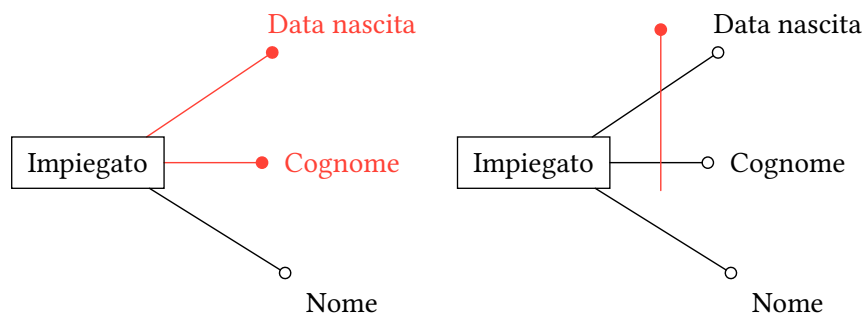 Data nascita
Impiegato
Cognome
Nome
Data nascita
Impiegato
Cognome
Nome